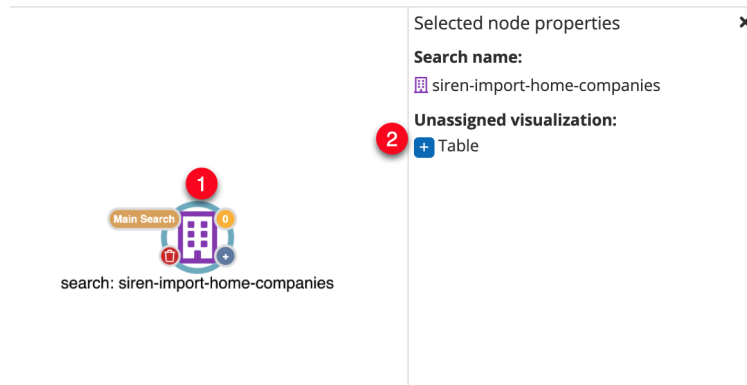 Selected node properties
Search name:
siren-import-home-companies
Unassigned visualization:
2
+ Table
1
Main Search
0
+
search: siren-import-home-companies